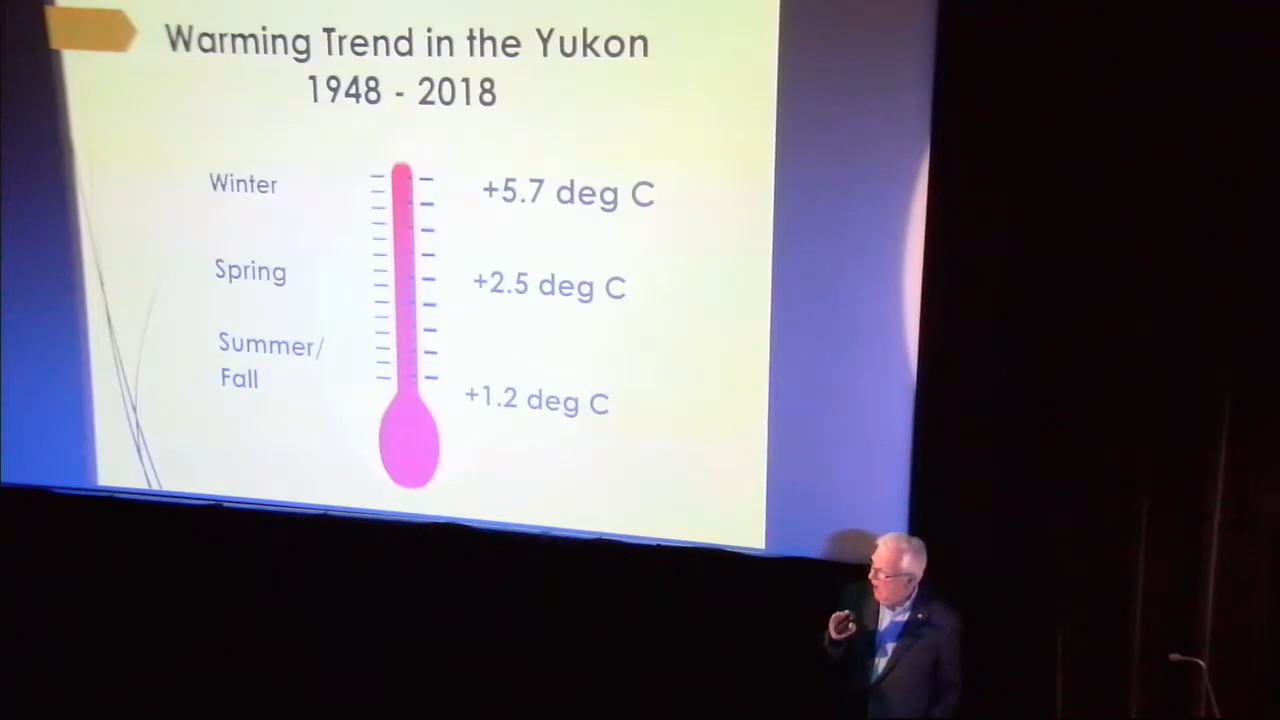 Warming Trend in the Yukon
1948 - 2018
Winter
+5.7 deg C
Spring
+2.5 deg C
Summer/
Fall
+1.2 deg C